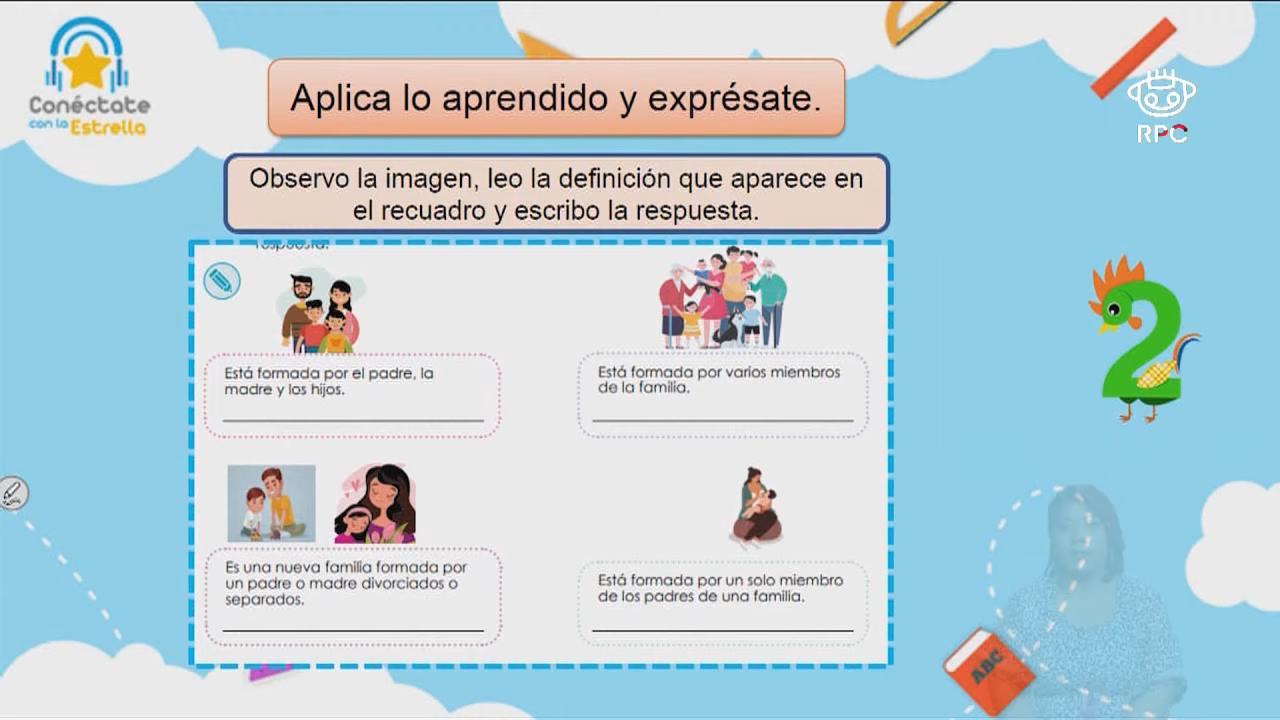 Conéctate
con la Estrella
Aplica lo aprendido y exprésate.
RPC
Observo la imagen, leo la definición que aparece en
el recuadro y escribo la respuesta.
respuesta.
2
Está formada por el padre, la
madre y los hijos.
Está formada por varios miembros
de la familia.
Es una nueva familia formada por
un padre o madre divorciados o
separados.
Está formada por un solo miembro
de los padres de una familia.
ABC